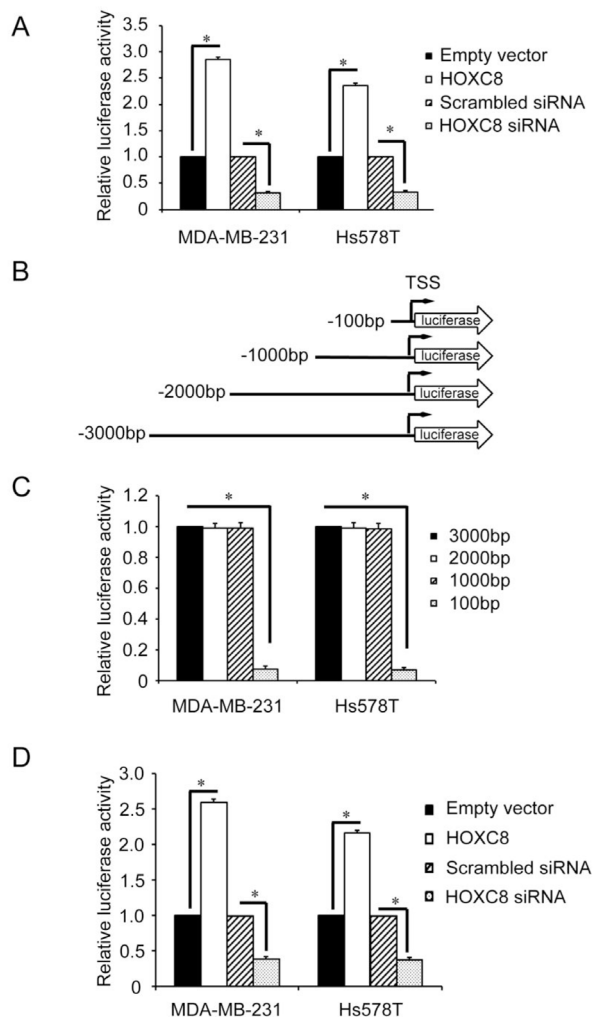 A
Relative luciferase activity
3.5
3.0
2.5
2.0
1.5
1.0
0.5
0
*
*
*
*
MDA-MB-231
Hs578T
Empty vector
HOXC8
Scrambled siRNA
HOXC8 siRNA
B
TSS
-100bp
luciferase
-1000bp
luciferase
-2000bp
luciferase
-3000bp
luciferase
C
Relative luciferase activity
1.2
1.0
0.8
0.6
0.4
0.2
0
*
*
MDA-MB-231
Hs578T
3000bp
2000bp
1000bp
100bp
D
Relative luciferase activity
3.0
2.5
2.0
1.5
1.0
0.5
0
*
*
*
*
MDA-MB-231
Hs578T
Empty vector
HOXC8
Scrambled siRNA
HOXC8 siRNA